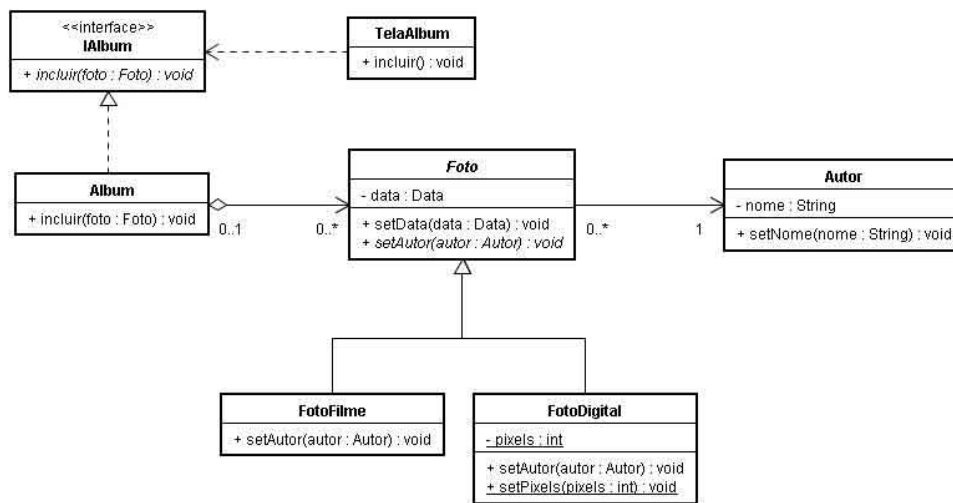 <<interface>>
IAlbum
+ incluir(foto : Foto) : void
TelaAlbum
+ incluir() : void
Album
+ incluir(foto : Foto) : void
0..1
0..*
Foto
- data : Data
+ setData(data : Data) : void
+ setAutor(autor : Autor) : void
0..*
1
Autor
- nome : String
+ setNome(nome : String) : void
FotoFilme
+ setAutor(autor : Autor) : void
FotoDigital
- pixels : int
+ setAutor(autor : Autor) : void
+ setPixels(pixels : int) : void